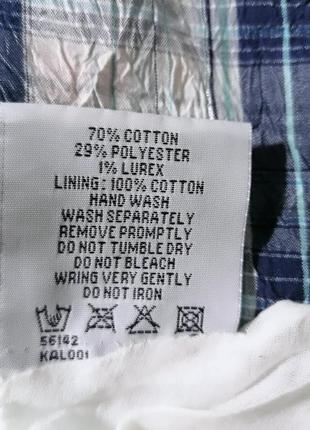 70% COTTON
29% POLYESTER
1% LUREX
LINING: 100% COTTON
HAND WASH
WASH SEPARATELY
REMOVE PROMPTLY
DO NOT TUMBLE DRY
DO NOT BLEACH
WRING VERY GENTLY
DO NOT IRON
56142
KAL001